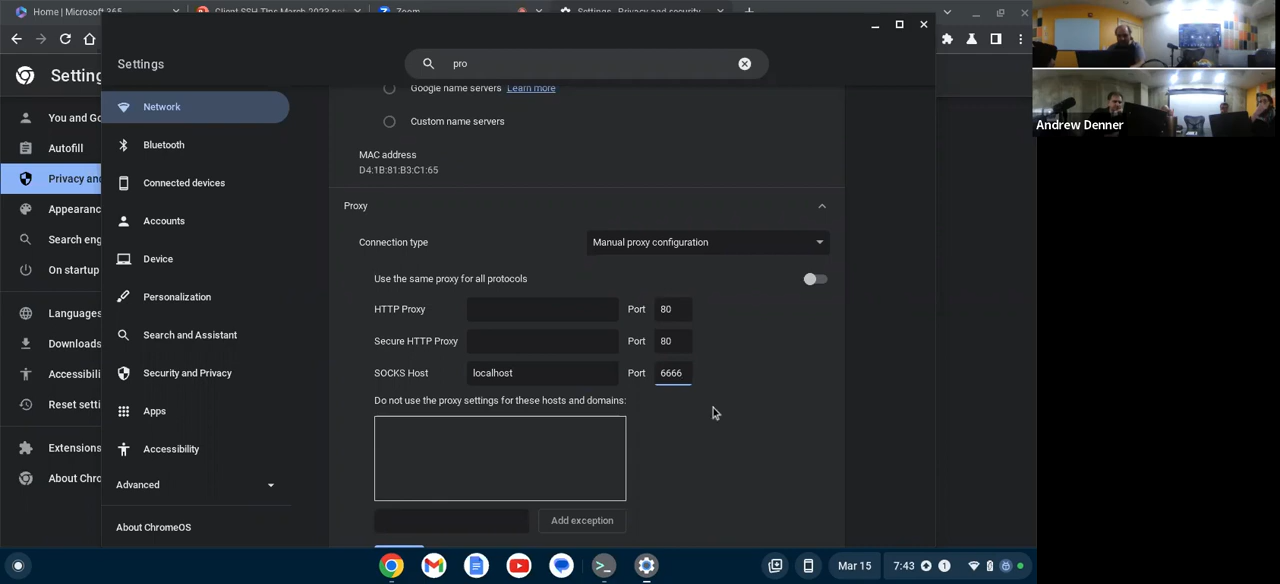 Home | Microsoft 365
Client SSH TIps March 2023
Zoom
Settings - Privacy and security
Settings
pro
Setting
Network
Google name servers Learn more
You and Go
Custom name servers
Bluetooth
Autofill
MAC address
D4:1B:81:B3:C1:65
Privacy an
Connected devices
Andrew Denner
Appearanc
Accounts
Proxy
Search eng
Connection type
Manual proxy configuration
Device
On startup
Use the same proxy for all protocols
Personalization
Languages
HTTP Proxy
Port
80
Search and Assistant
Downloads
Secure HTTP Proxy
Port
80
Accessibili
Security and Privacy
SOCKS Host
localhost
Port
6666
Reset setti
Do not use the proxy settings for these hosts and domains:
Apps
Extensions
Accessibility
About Chro
Advanced
Add exception
About ChromeOS
Mar 15
7:43
1